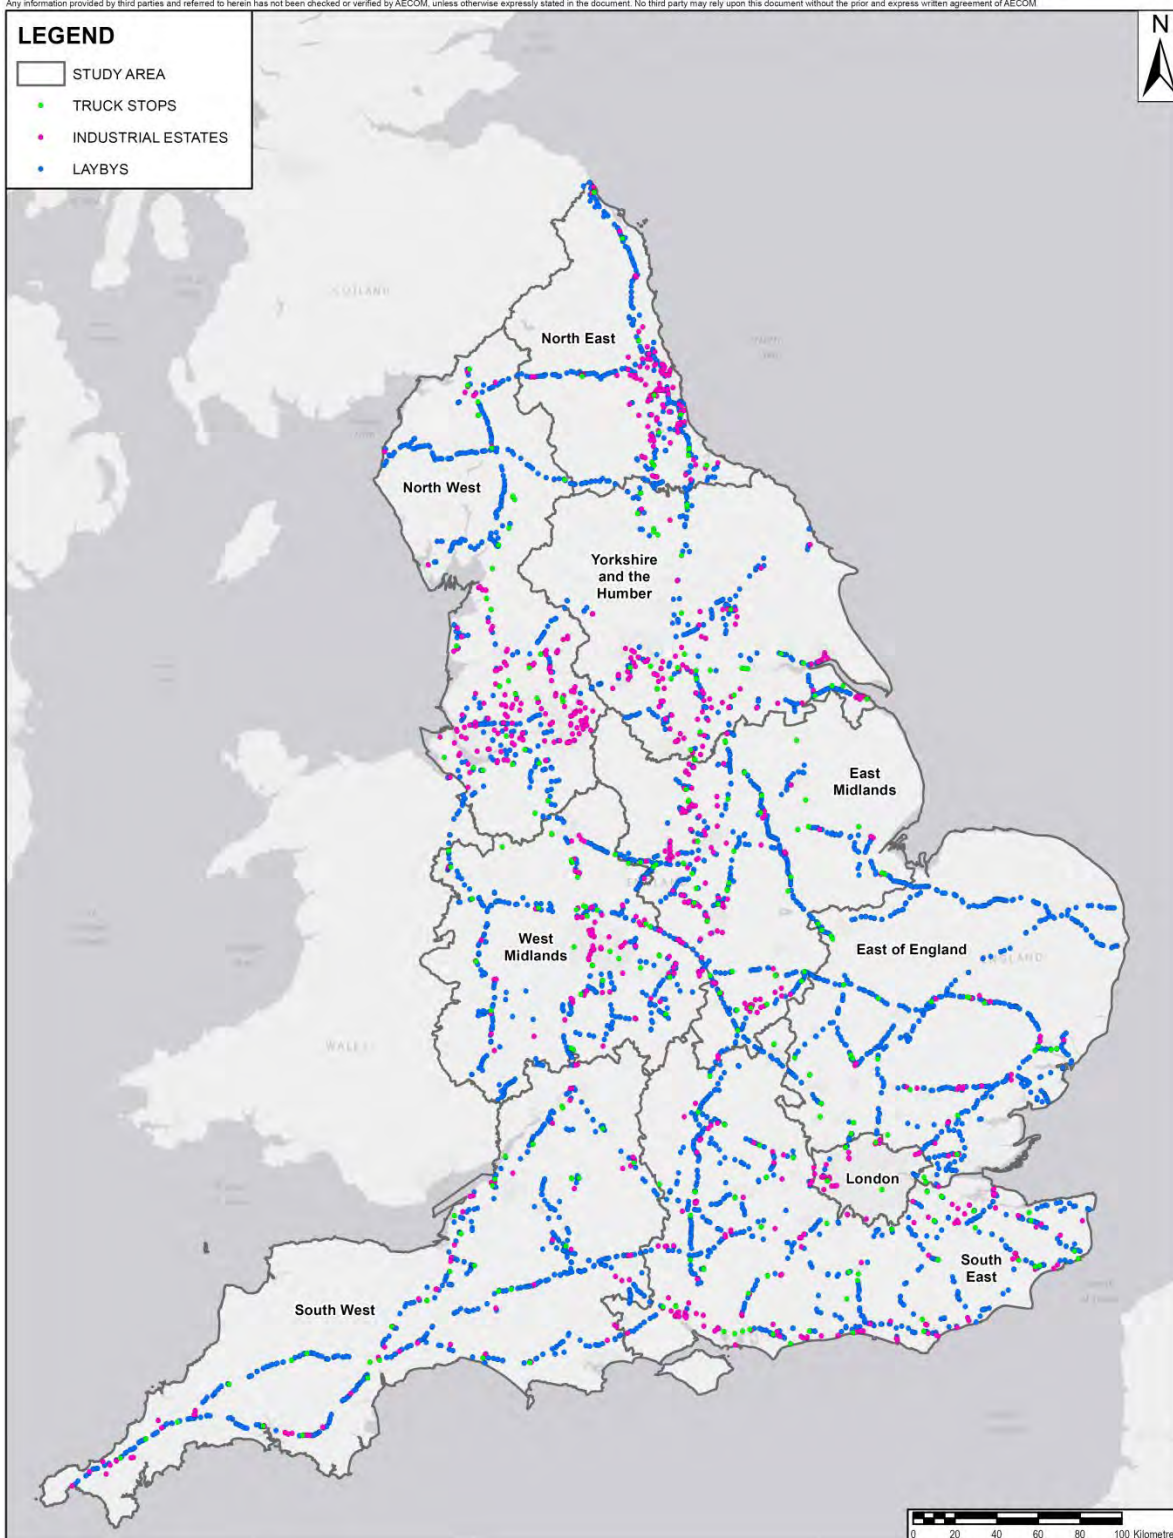 Any information provided by third parties and referred to herein has not been checked or verified by AECOM, unless otherwise expressly stated in the document. No third party may rely upon this document without the prior and express written agreement of AECOM
LEGEND
STUDY AREA
TRUCK STOPS
INDUSTRIAL ESTATES
LAYBYS
N
North East
North West
Yorkshire
and the
Humber
East
Midlands
West
Midlands
East of England
WALES
London
South
East
South West
0 20 40 60 80 100 Kilometre